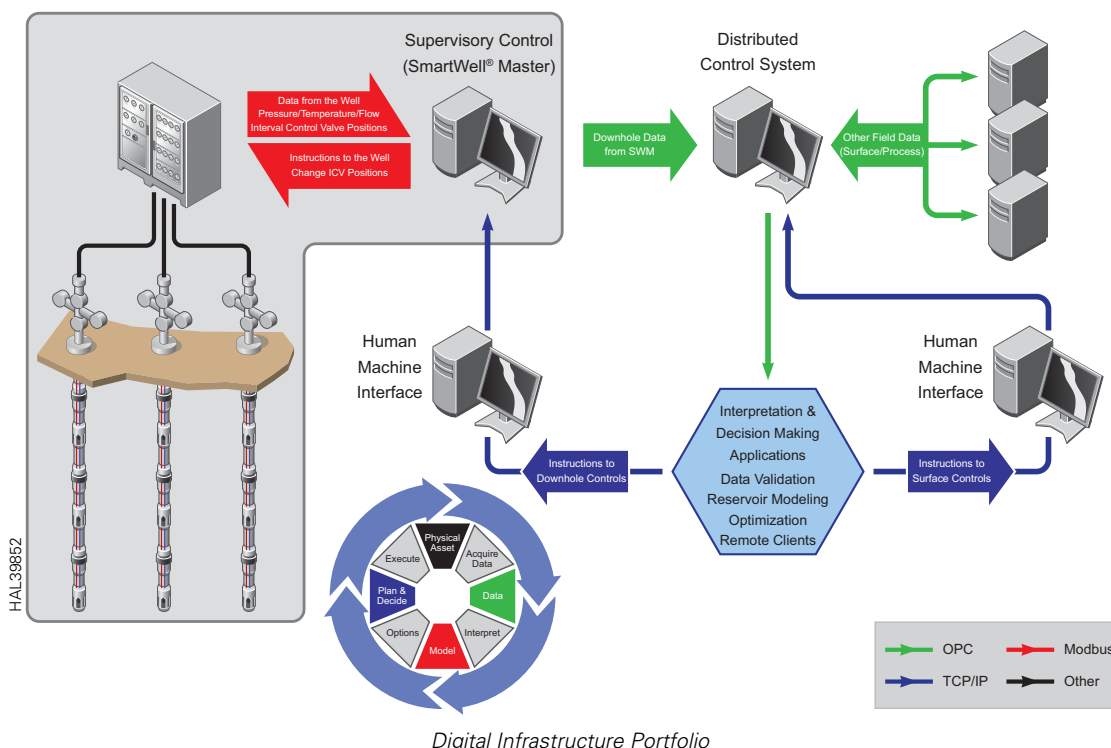 Supervisory Control
(SmartWell® Master)
Distributed
Control System
Data from the Well
Pressure/Temperature/Flow
Interval Control Valve Positions
Instructions to the Well
Change ICV Positions
Downhole Data
from SWM
Other Field Data
(Surface/Process)
Human
Machine
Interface
Human
Machine
Interface
Interpretation &
Decision Making
Applications
Data Validation
Reservoir Modeling
Optimization
Remote Clients
Instructions to
Downhole Controls
Instructions to
Surface Controls
Physical
Asset
Acquire
Data
Data
Interpret
Model
Options
Plan &
Decide
Execute
HAL39852
OPC
Modbus
TCP/IP
Other
Digital Infrastructure Portfolio